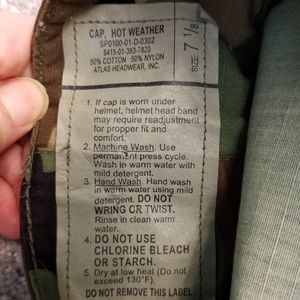 CAP, HOT WEATHER
SP0100-01-D-0302
8415-01-393-7820
50% COTTON 50% NYLON
ATLAS HEADWEAR, INC.
SIZE: 7 1/8
1. If cap is worn under
helmet, helmet head band
may require readjustment
for propper fit and
comfort.
2. Machine Wash. Use
permanent press cycle.
Wash in warm water with
mild detergent.
3. Hand Wash. Hand wash
in warm water using mild
detergent. DO NOT
WRING OR TWIST.
Rinse in clean warm
water.
4. DO NOT USE
CHLORINE BLEACH
OR STARCH.
5. Dry at low heat (Do not
exceed 130°F).
DO NOT REMOVE THIS LABEL